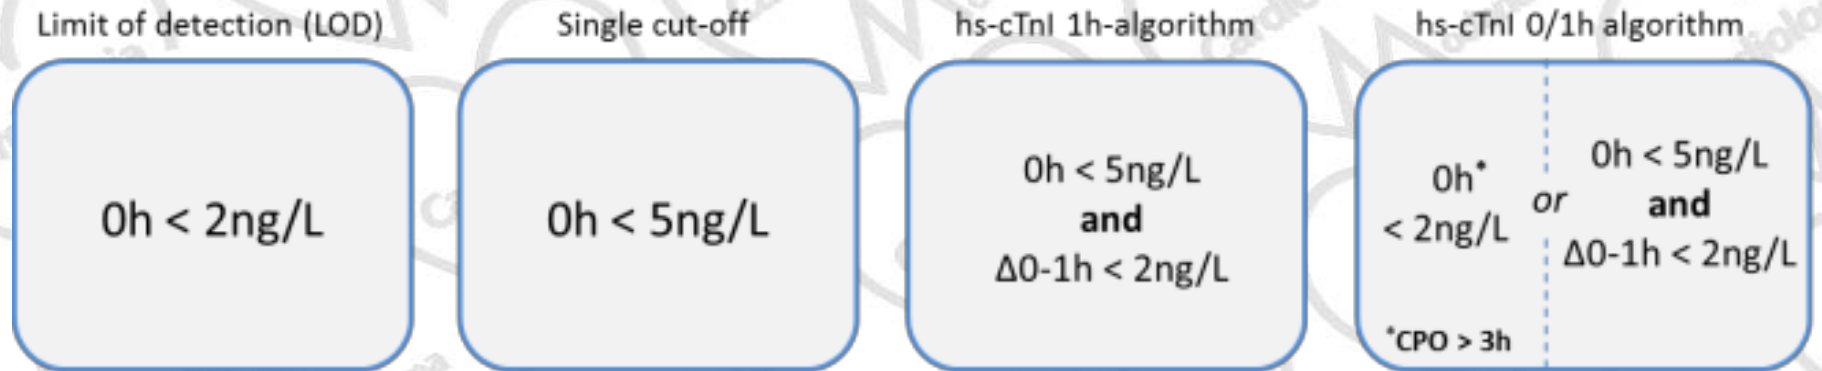 Limit of detection (LOD)
0h < 2ng/L
Single cut-off
0h < 5ng/L
hs-cTnI 1h-algorithm
0h < 5ng/L
and
Δ0-1h < 2ng/L
hs-cTnI 0/1h algorithm
0h*
< 2ng/L
*CPO > 3h
or
0h < 5ng/L
and
Δ0-1h < 2ng/L